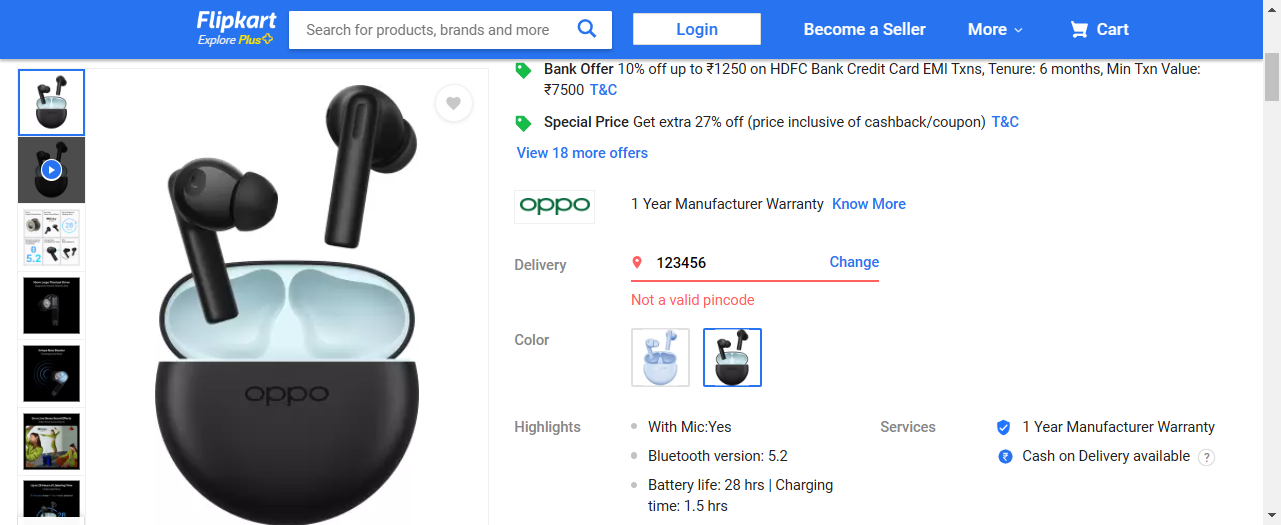 Flipkart
Explore Plus
Search for products, brands and more
Login
Become a Seller
More
Cart
Bank Offer 10% off up to ₹1250 on HDFC Bank Credit Card EMI Txns, Tenure: 6 months, Min Txn Value:
₹7500 T&C
Special Price Get extra 27% off (price inclusive of cashback/coupon) T&C
View 18 more offers
oppo
1 Year Manufacturer Warranty Know More
Delivery
123456
Change
Not a valid pincode
Color
oppo
Highlights
With Mic:Yes
Bluetooth version: 5.2
Battery life: 28 hrs | Charging
time: 1.5 hrs
Services
1 Year Manufacturer Warranty
₹ Cash on Delivery available ?
5.2